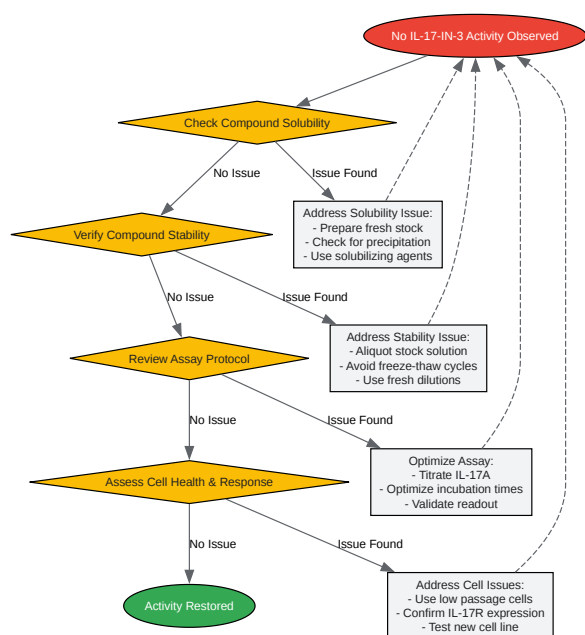 No IL-17-IN-3 Activity Observed
Check Compound Solubility
No Issue
Issue Found
Address Solubility Issue:
- Prepare fresh stock
- Check for precipitation
- Use solubilizing agents
Verify Compound Stability
No Issue
Issue Found
Address Stability Issue:
- Aliquot stock solution
- Avoid freeze-thaw cycles
- Use fresh dilutions
Review Assay Protocol
No Issue
Issue Found
Optimize Assay:
- Titrate IL-17A
- Optimize incubation times
- Validate readout
Assess Cell Health & Response
No Issue
Issue Found
Address Cell Issues:
- Use low passage cells
- Confirm IL-17R expression
- Test new cell line
Activity Restored